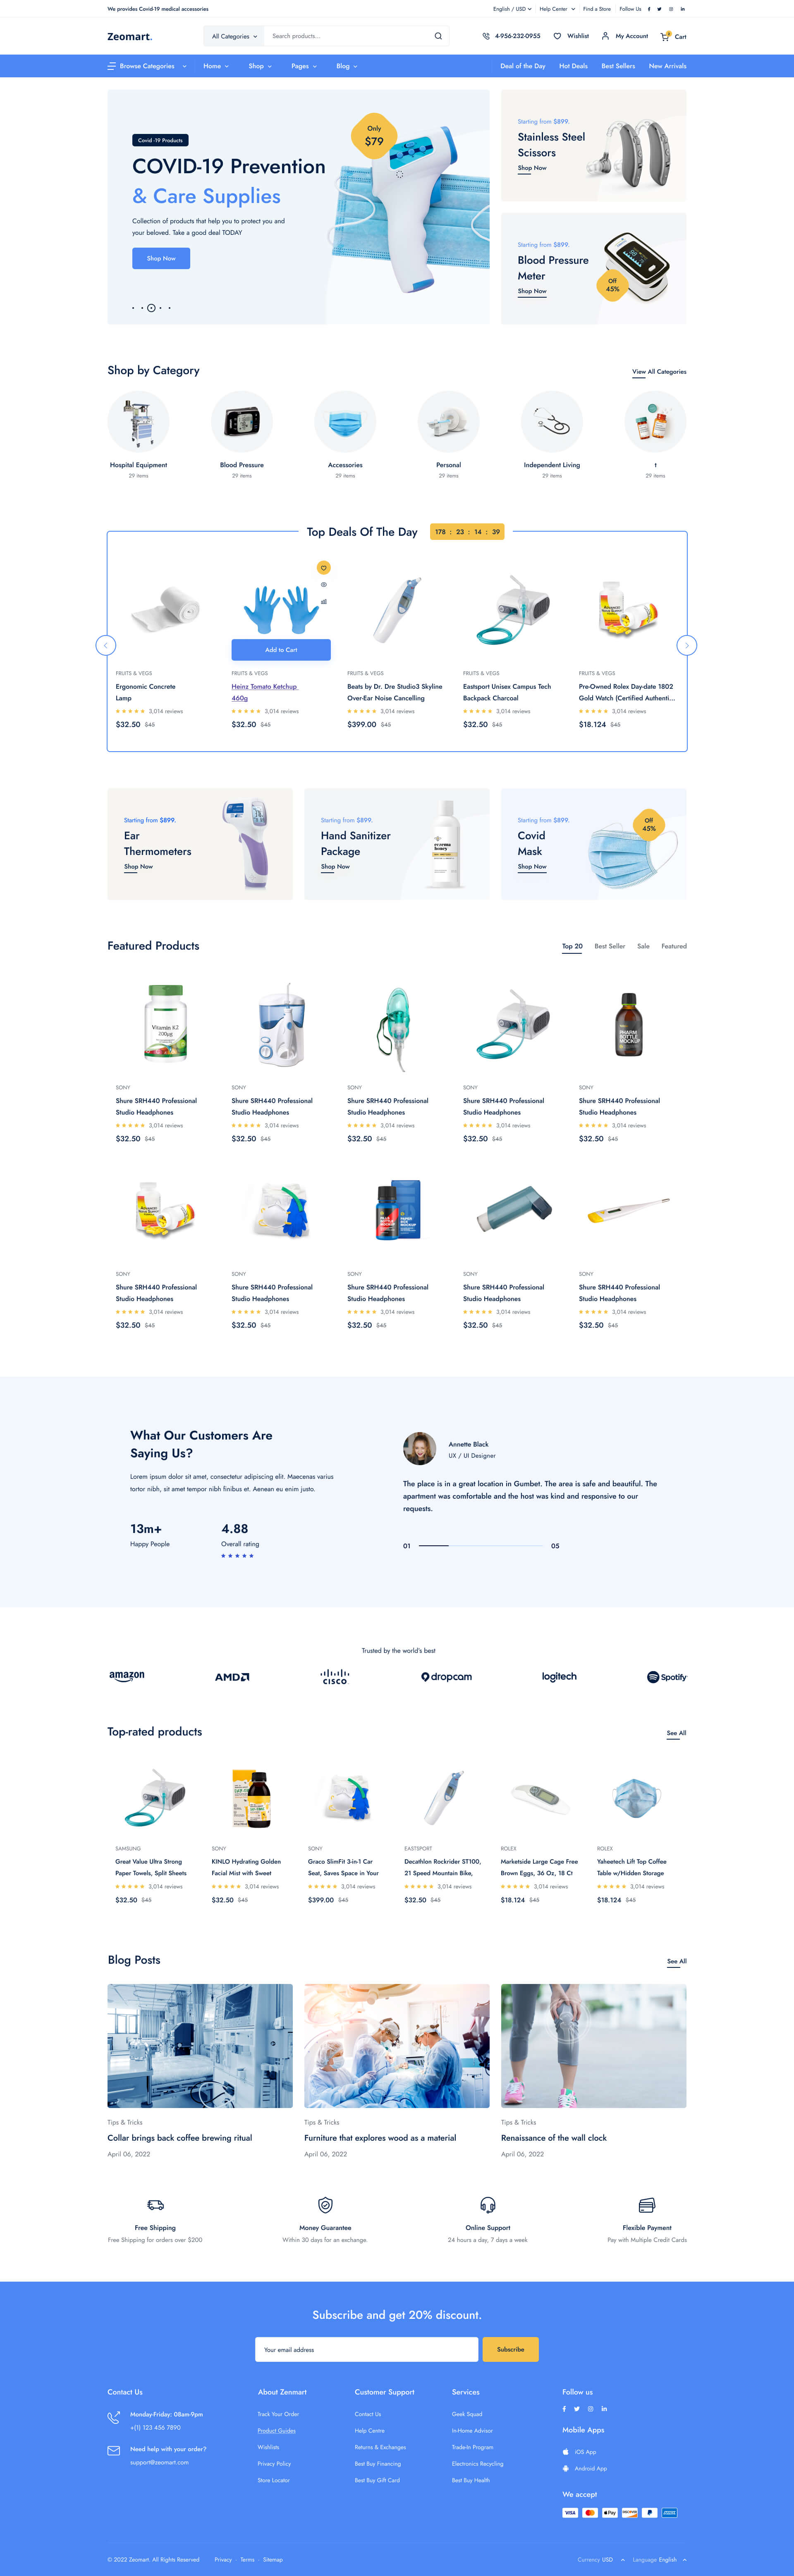 We provides Covid-19 medical accessories
English / USD
Help Center
Find a Store
Follow Us
Zeomart.
All Categories
Search products...
4-956-232-0955
Wishlist
My Account
Cart
Browse Categories
Home
Shop
Pages
Blog
Deal of the Day
Hot Deals
Best Sellers
New Arrivals
Covid -19 Products
COVID-19 Prevention
& Care Supplies
Collection of products that help you to protect you and
your beloved. Take a good deal TODAY
Shop Now
Only
$79
Starting from $899.
Stainless Steel
Scissors
Shop Now
Starting from $899.
Blood Pressure
Meter
Shop Now
Off
45%
Shop by Category
View All Categories
Hospital Equipment
29 items
Blood Pressure
29 items
Accessories
29 items
Personal
29 items
Independent Living
29 items
t
29 items
Top Deals Of The Day
178 : 23 : 14 : 39
Add to Cart
FRUITS & VEGS
Ergonomic Concrete
Lamp
3,014 reviews
$32.50 $45
FRUITS & VEGS
Heinz Tomato Ketchup
460g
3,014 reviews
$32.50 $45
FRUITS & VEGS
Beats by Dr. Dre Studio3 Skyline
Over-Ear Noise Cancelling
3,014 reviews
$399.00 $45
FRUITS & VEGS
Eastsport Unisex Campus Tech
Backpack Charcoal
3,014 reviews
$32.50 $45
FRUITS & VEGS
Pre-Owned Rolex Day-date 1802
Gold Watch (Certified Authenti...
3,014 reviews
$18.124 $45
Starting from $899.
Ear
Thermometers
Shop Now
Starting from $899.
Hand Sanitizer
Package
Shop Now
Starting from $899.
Covid
Mask
Shop Now
Off
45%
Featured Products
Top 20
Best Seller
Sale
Featured
Vitamin K2
200µg
PHARM
BOTTLE
MOCKUP
SONY
Shure SRH440 Professional
Studio Headphones
3,014 reviews
$32.50 $45
SONY
Shure SRH440 Professional
Studio Headphones
3,014 reviews
$32.50 $45
SONY
Shure SRH440 Professional
Studio Headphones
3,014 reviews
$32.50 $45
SONY
Shure SRH440 Professional
Studio Headphones
3,014 reviews
$32.50 $45
SONY
Shure SRH440 Professional
Studio Headphones
3,014 reviews
$32.50 $45
SONY
Shure SRH440 Professional
Studio Headphones
3,014 reviews
$32.50 $45
SONY
Shure SRH440 Professional
Studio Headphones
3,014 reviews
$32.50 $45
SONY
Shure SRH440 Professional
Studio Headphones
3,014 reviews
$32.50 $45
SONY
Shure SRH440 Professional
Studio Headphones
3,014 reviews
$32.50 $45
SONY
Shure SRH440 Professional
Studio Headphones
3,014 reviews
$32.50 $45
What Our Customers Are
Saying Us?
Lorem ipsum dolor sit amet, consectetur adipiscing elit. Maecenas varius
tortor nibh, sit amet tempor nibh finibus et. Aenean eu enim justo.
13m+
Happy People
4.88
Overall rating
Annette Black
UX / UI Designer
The place is in a great location in Gumbet. The area is safe and beautiful. The
apartment was comfortable and the host was kind and responsive to our
requests.
01
05
Trusted by the world's best
amazon
AMD
CISCO
dropcam
logitech
Spotify
Top-rated products
See All
SAMSUNG
Great Value Ultra Strong
Paper Towels, Split Sheets
3,014 reviews
$32.50 $45
SONY
KINLO Hydrating Golden
Facial Mist with Sweet
3,014 reviews
$32.50 $45
SONY
Graco SlimFit 3-in-1 Car
Seat, Saves Space in Your
3,014 reviews
$399.00 $45
EASTSPORT
Decathlon Rockrider ST100,
21 Speed Mountain Bike,
3,014 reviews
$32.50 $45
ROLEX
Marketside Large Cage Free
Brown Eggs, 36 Oz, 18 Ct
3,014 reviews
$18.124 $45
ROLEX
Yaheetech Lift Top Coffee
Table w/Hidden Storage
3,014 reviews
$18.124 $45
Blog Posts
See All
Tips & Tricks
Collar brings back coffee brewing ritual
April 06, 2022
Tips & Tricks
Furniture that explores wood as a material
April 06, 2022
Tips & Tricks
Renaissance of the wall clock
April 06, 2022
Free Shipping
Free Shipping for orders over $200
Money Guarantee
Within 30 days for an exchange.
Online Support
24 hours a day, 7 days a week
Flexible Payment
Pay with Multiple Credit Cards
Subscribe and get 20% discount.
Your email address
Subscribe
Contact Us
Monday-Friday: 08am-9pm
+(1) 123 456 7890
Need help with your order?
support@zeomart.com
About Zenmart
Track Your Order
Product Guides
Wishlists
Privacy Policy
Store Locator
Customer Support
Contact Us
Help Centre
Returns & Exchanges
Best Buy Financing
Best Buy Gift Card
Services
Geek Squad
In-Home Advisor
Trade-In Program
Electronics Recycling
Best Buy Health
Follow us
Mobile Apps
iOS App
Android App
We accept
VISA
Pay
DISCOVER
© 2022 Zeomart. All Rights Reserved
Privacy
Terms
Sitemap
Currency USD
Language English